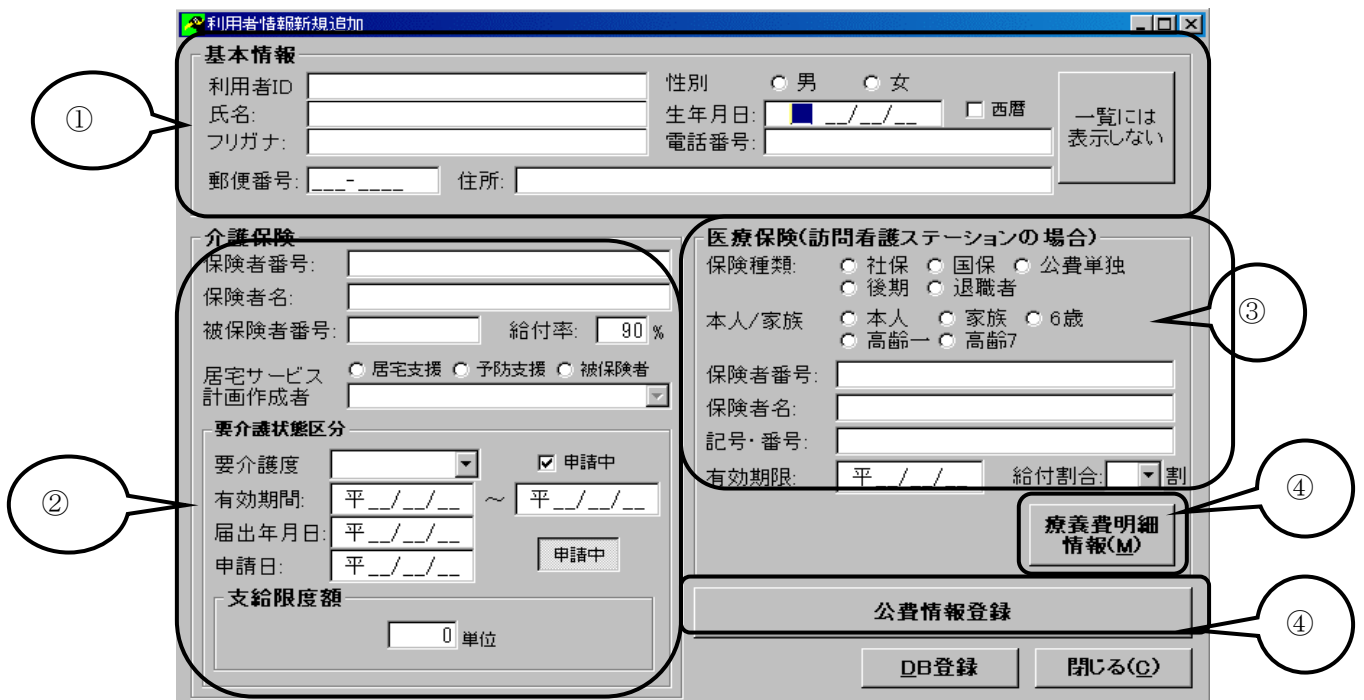 利用者情報新規追加
基本情報
①
利用者ID
性別 男 女
氏名:
生年月日: __/__/__ 西暦
一覧には
表示しない
フリガナ:
電話番号:
郵便番号: ___-____ 住所:
介護保険
保険者番号:
保険者名:
被保険者番号: 給付率: 90 %
居宅サービス
計画作成者
居宅支援 予防支援 被保険者
要介護状態区分
②
要介護度 申請中
有効期間: 平__/__/__ ～ 平__/__/__
届出年月日: 平__/__/__
申請日: 平__/__/__
申請中
支給限度額
0 単位
医療保険(訪問看護ステーションの場合)
③
保険種類: 社保 国保 公費単独
後期 退職者
本人/家族 本人 家族 6歳
高齢一 高齢7
保険者番号:
保険者名:
記号・番号:
有効期限: 平__/__/__ 給付割合: 割
④
療養費明細
情報(M)
公費情報登録
④
DB登録 閉じる(C)